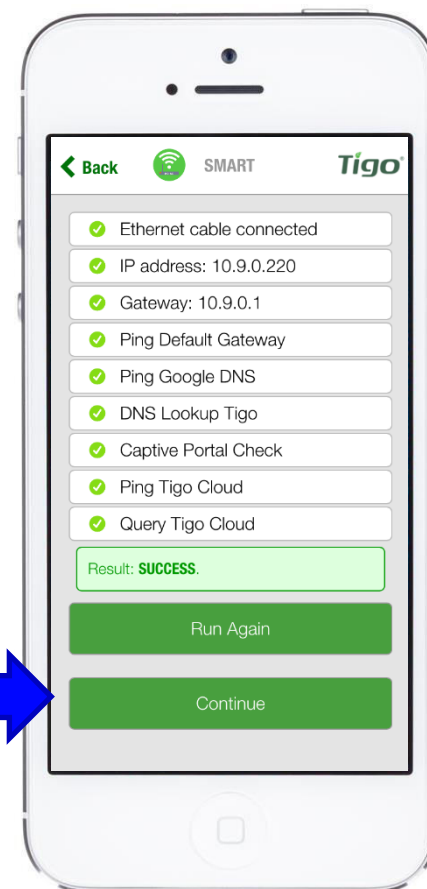 Back
SMART
Tigo
Ethernet cable connected
IP address: 10.9.0.220
Gateway: 10.9.0.1
Ping Default Gateway
Ping Google DNS
DNS Lookup Tigo
Captive Portal Check
Ping Tigo Cloud
Query Tigo Cloud
Result: SUCCESS.
Run Again
Continue